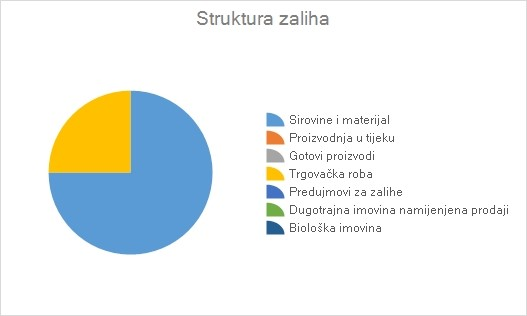 Struktura zaliha
Sirovine i materijal
Proizvodnja u tijeku
Gotovi proizvodi
Trgovačka roba
Predujmovi za zalihe
Dugotrajna imovina namijenjena prodaji
Biološka imovina